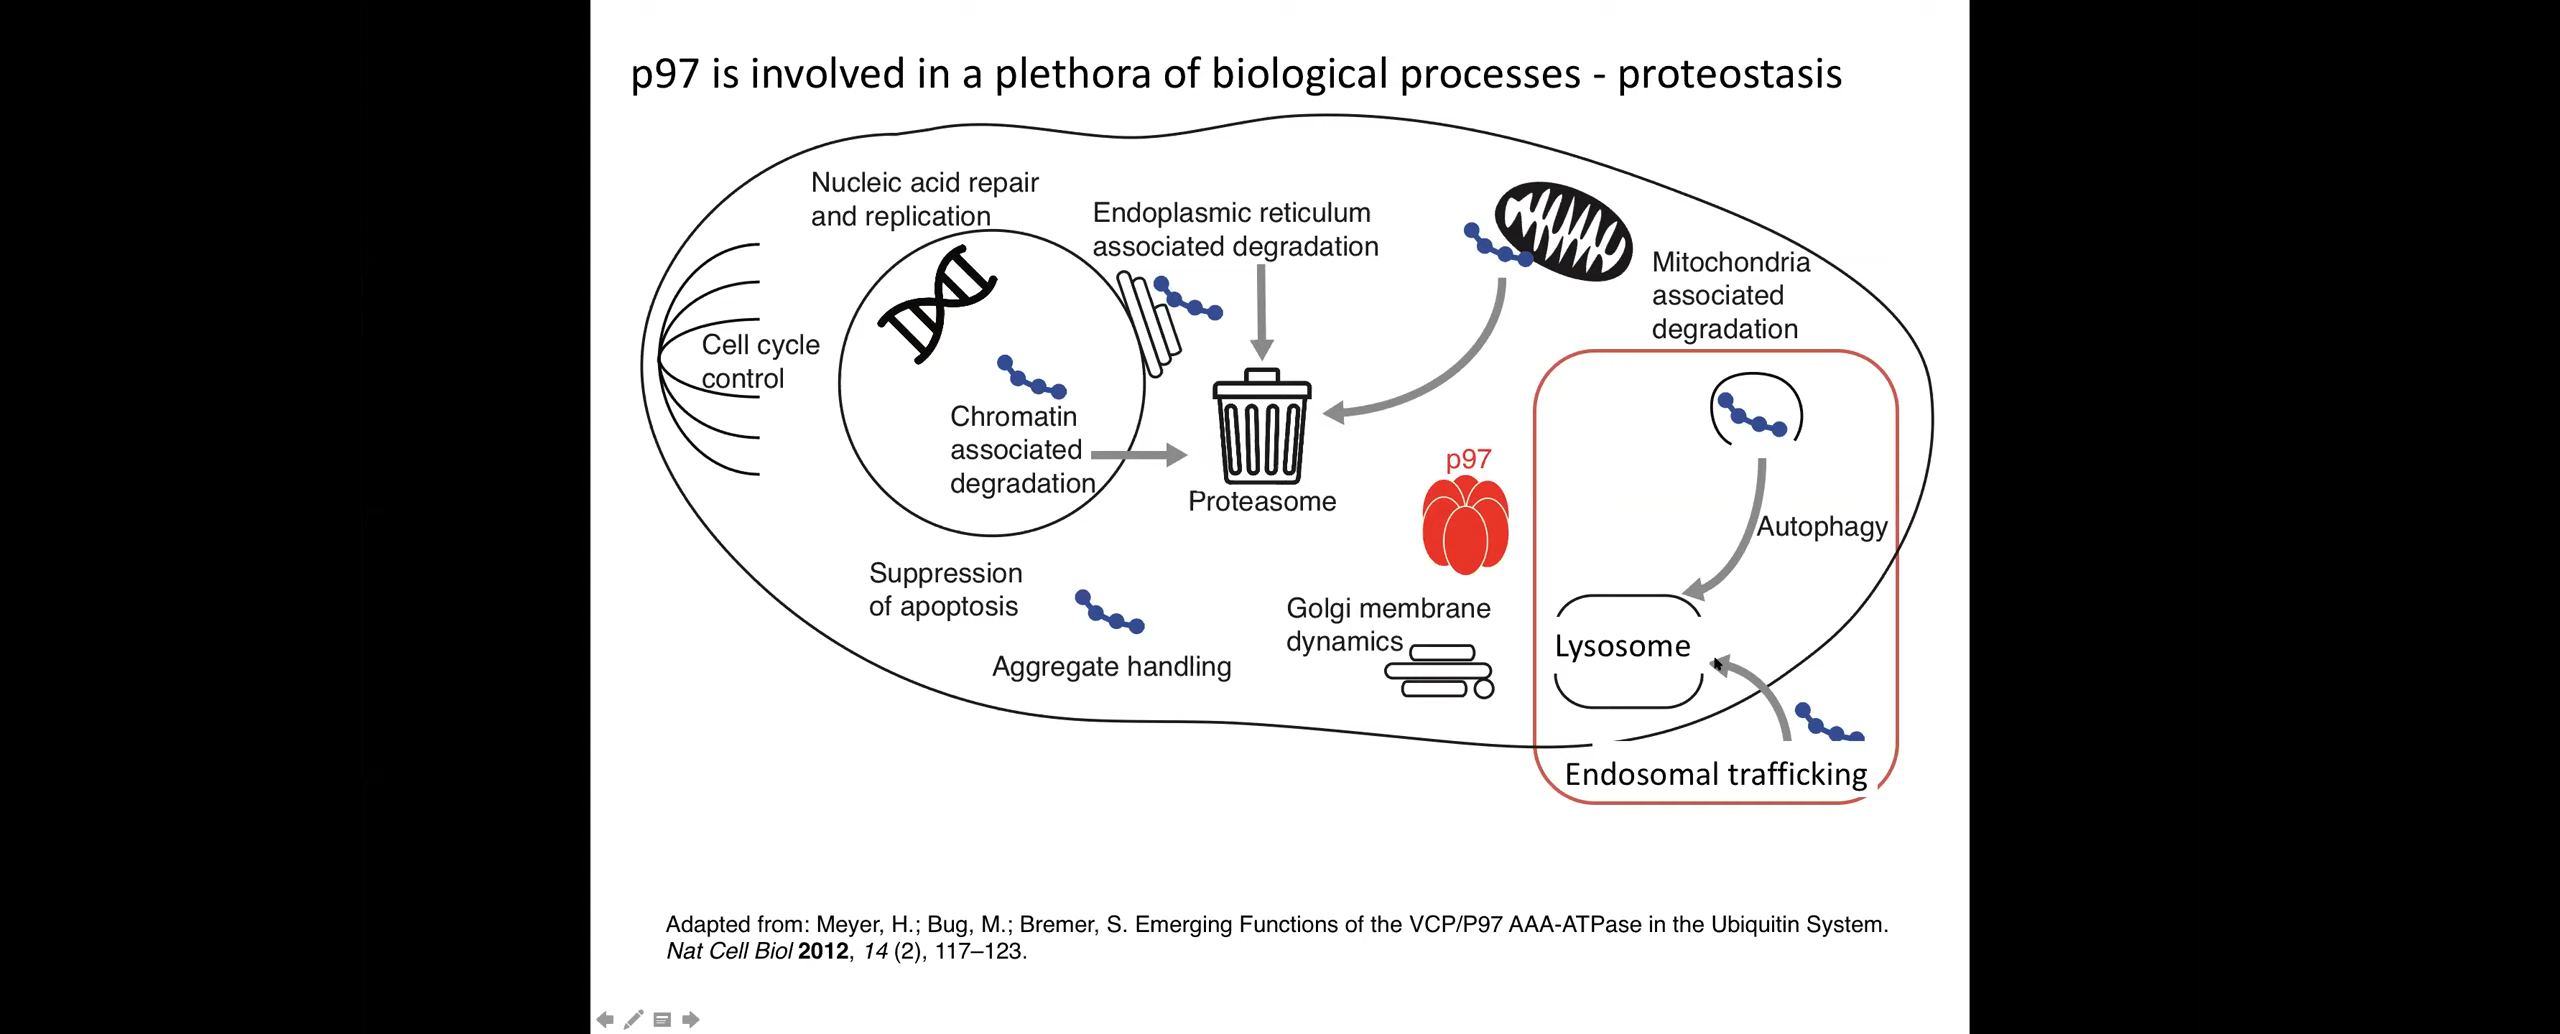 p97 is involved in a plethora of biological processes - proteostasis
Nucleic acid repair
and replication
Endoplasmic reticulum
associated degradation
Mitochondria
associated
degradation
Cell cycle
control
Chromatin
associated
degradation
Proteasome
p97
Autophagy
Suppression
of apoptosis
Aggregate handling
Golgi membrane
dynamics
Lysosome
Endosomal trafficking
Adapted from: Meyer, H.; Bug, M.; Bremer, S. Emerging Functions of the VCP/P97 AAA-ATPase in the Ubiquitin System.
Nat Cell Biol 2012, 14 (2), 117–123.